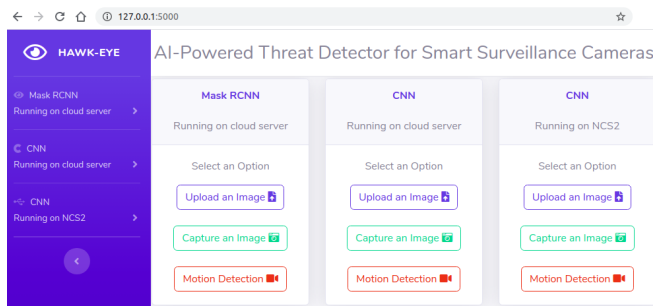 127.0.0.1:5000
HAWK-EYE
AI-Powered Threat Detector for Smart Surveillance Cameras
Mask RCNN
Running on cloud server
CNN
Running on cloud server
CNN
Running on NCS2
Mask RCNN
Running on cloud server
Select an Option
Upload an Image
Capture an Image
Motion Detection
CNN
Running on cloud server
Select an Option
Upload an Image
Capture an Image
Motion Detection
CNN
Running on NCS2
Select an Option
Upload an Image
Capture an Image
Motion Detection